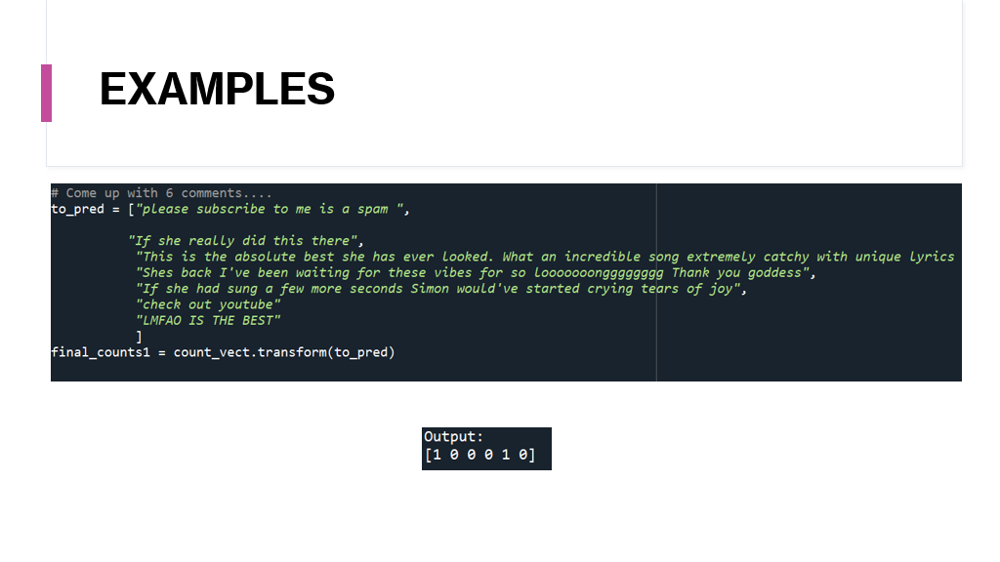 EXAMPLES
# Come up with 6 comments....
to_pred = ["please subscribe to me is a spam ",
"If she really did this there",
"This is the absolute best she has ever looked. What an incredible song extremely catchy with unique lyrics
"Shes back I've been waiting for these vibes for so looooooongggggggg Thank you goddess",
"If she had sung a few more seconds Simon would've started crying tears of joy",
"check out youtube"
"LMFAO IS THE BEST"
]
final_counts1 = count_vect.transform(to_pred)
Output:
[1 0 0 0 1 0]